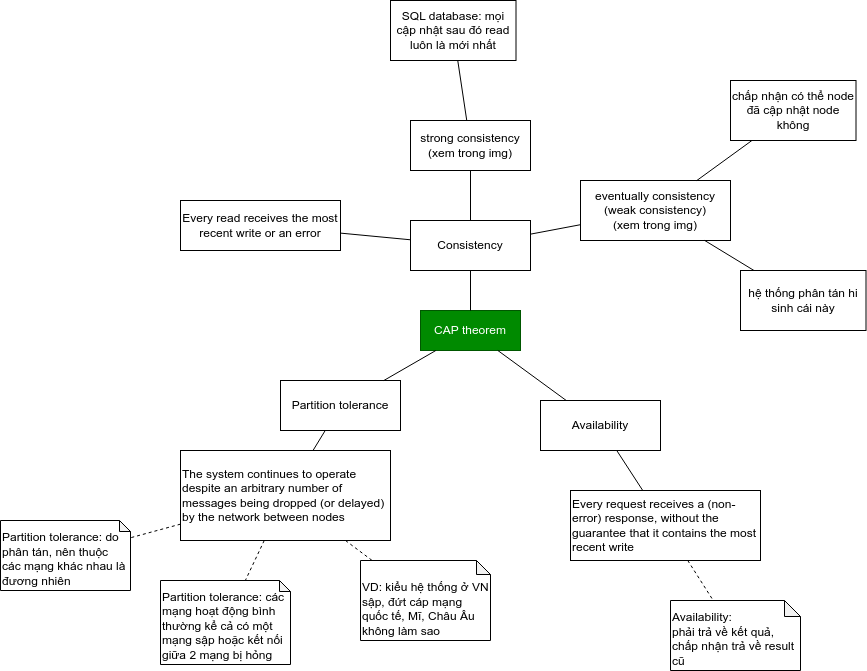 SQL database: mọi
cập nhật sau đó read
luôn là mới nhất
chấp nhận có thể node
đã cập nhật node
không
strong consistency
(xem trong img)
eventually consistency
(weak consistency)
(xem trong img)
Every read receives the most
recent write or an error
Consistency
hệ thống phân tán hi
sinh cái này
CAP theorem
Partition tolerance
Availability
The system continues to operate
despite an arbitrary number of
messages being dropped (or delayed)
by the network between nodes
Every request receives a (non-
error) response, without the
guarantee that it contains the most
recent write
Partition tolerance: do
phân tán, nên thuộc
các mạng khác nhau là
đương nhiên
Partition tolerance: các
mạng hoạt động bình
thường kể cả có một
mạng sập hoặc kết nối
giữa 2 mạng bị hỏng
VD: kiểu hệ thống ở VN
sập, đứt cáp mạng
quốc tế, Mĩ, Châu Âu
không làm sao
Availability:
phải trả về kết quả,
chấp nhận trả về result
cũ